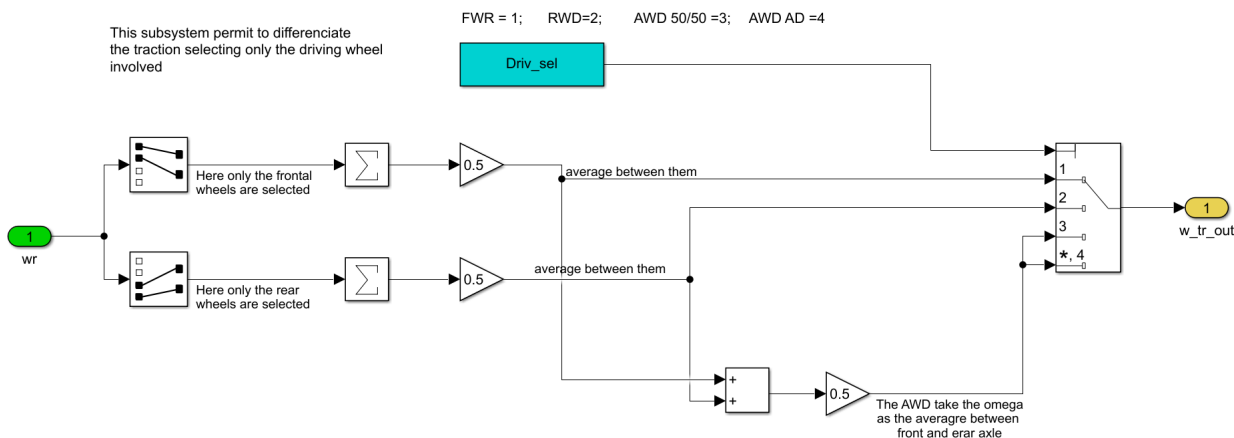 FWR = 1; RWD=2; AWD 50/50 =3; AWD AD =4
This subsystem permit to differenciate
the traction selecting only the driving wheel
involved
Driv_sel
Here only the frontal
wheels are selected
∑
0.5
average between them
1
2
3
*, 4
1
w_tr_out
1
wr
Here only the rear
wheels are selected
∑
0.5
average between them
+
+
0.5
The AWD take the omega
as the averagre between
front and erar axle